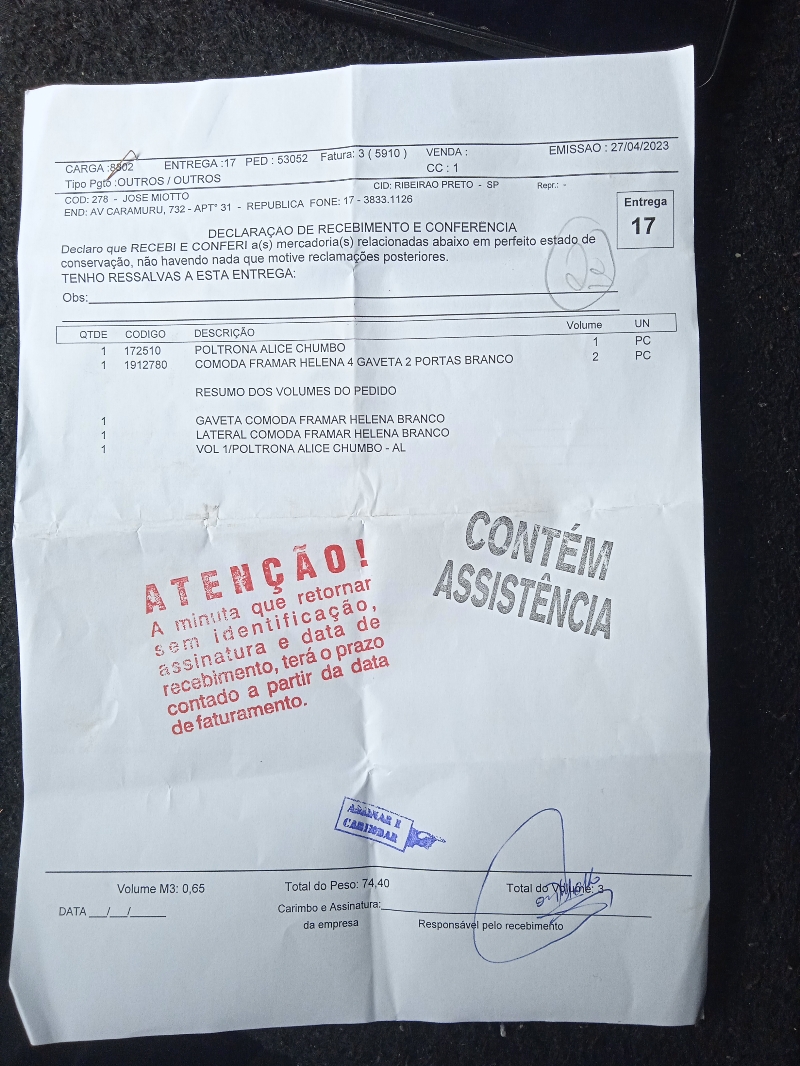 CARGA :8802 ENTREGA :17 PED : 53052 Fatura: 3 ( 5910 ) VENDA : EMISSAO : 27/04/2023
Tipo Pgto :OUTROS / OUTROS CC : 1
COD: 278 - JOSE MIOTTO CID: RIBEIRAO PRETO - SP Repr.: -
END: AV CARAMURU, 732 - APT° 31 - REPUBLICA FONE: 17 - 3833.1126
Entrega
17
DECLARAÇAO DE RECEBIMENTO E CONFERENCIA
Declaro que RECEBI E CONFERI a(s) mercadoria(s) relacionadas abaixo em perfeito estado de
conservação, não havendo nada que motive reclamações posteriores.
TENHO RESSALVAS A ESTA ENTREGA:
Obs:
QTDE CODIGO DESCRIÇÃO Volume UN
1 172510 POLTRONA ALICE CHUMBO 1 PC
1 1912780 COMODA FRAMAR HELENA 4 GAVETA 2 PORTAS BRANCO 2 PC
RESUMO DOS VOLUMES DO PEDIDO
1 GAVETA COMODA FRAMAR HELENA BRANCO
1 LATERAL COMODA FRAMAR HELENA BRANCO
1 VOL 1/POLTRONA ALICE CHUMBO - AL
CONTÉM
ASSISTÊNCIA
ATENÇÃO!
A minuta que retornar
sem identificação,
assinatura e data de
recebimento, terá o prazo
contado a partir da data
de faturamento.
ASSINAR E
CARIMBAR
Volume M3: 0,65 Total do Peso: 74,40 Total do Volume: 3
DATA __/__/____ Carimbo e Assinatura:
da empresa Responsável pelo recebimento